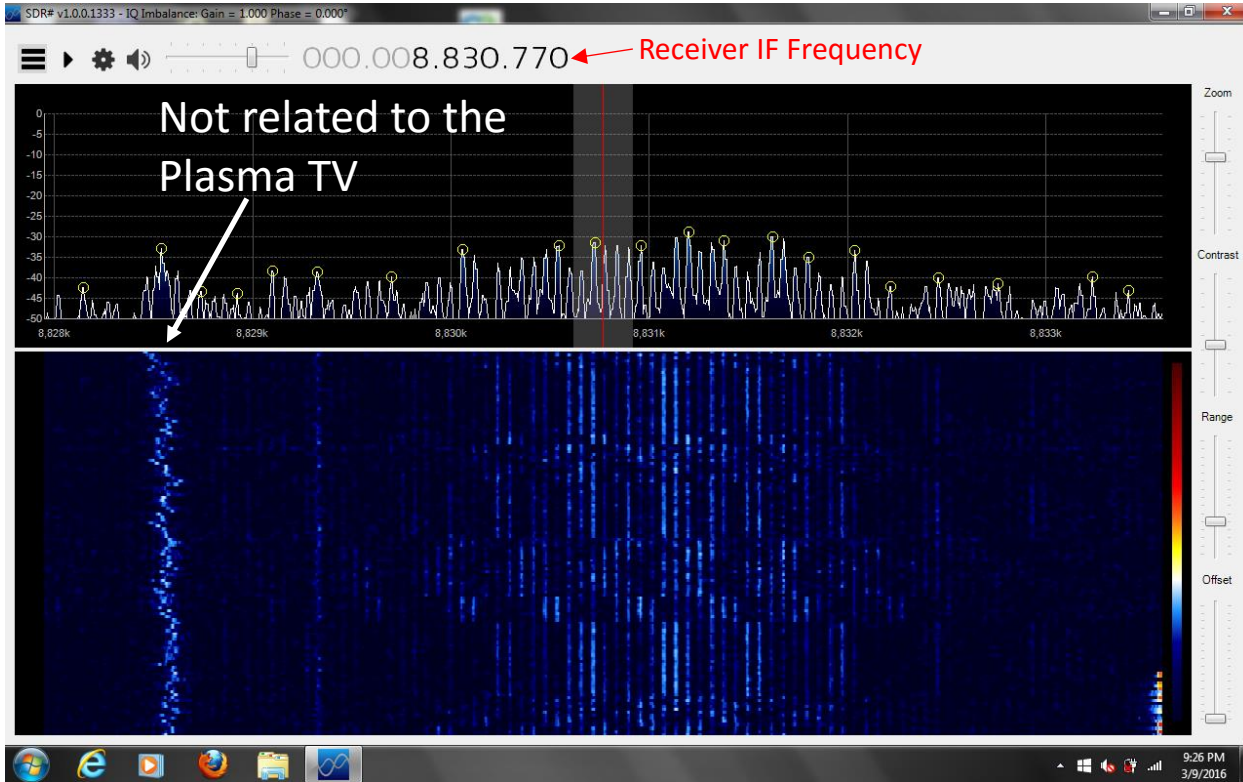 SDR# v1.0.0.1333 - IQ Imbalance: Gain = 1.000 Phase = 0.000°
000.008.830.770
Receiver IF Frequency
Not related to the
Plasma TV
Zoom
Contrast
Range
Offset
0
-5
-10
-15
-20
-25
-30
-35
-40
-45
-50
8,828k 8,829k 8,830k 8,831k 8,832k 8,833k
9:26 PM
3/9/2016